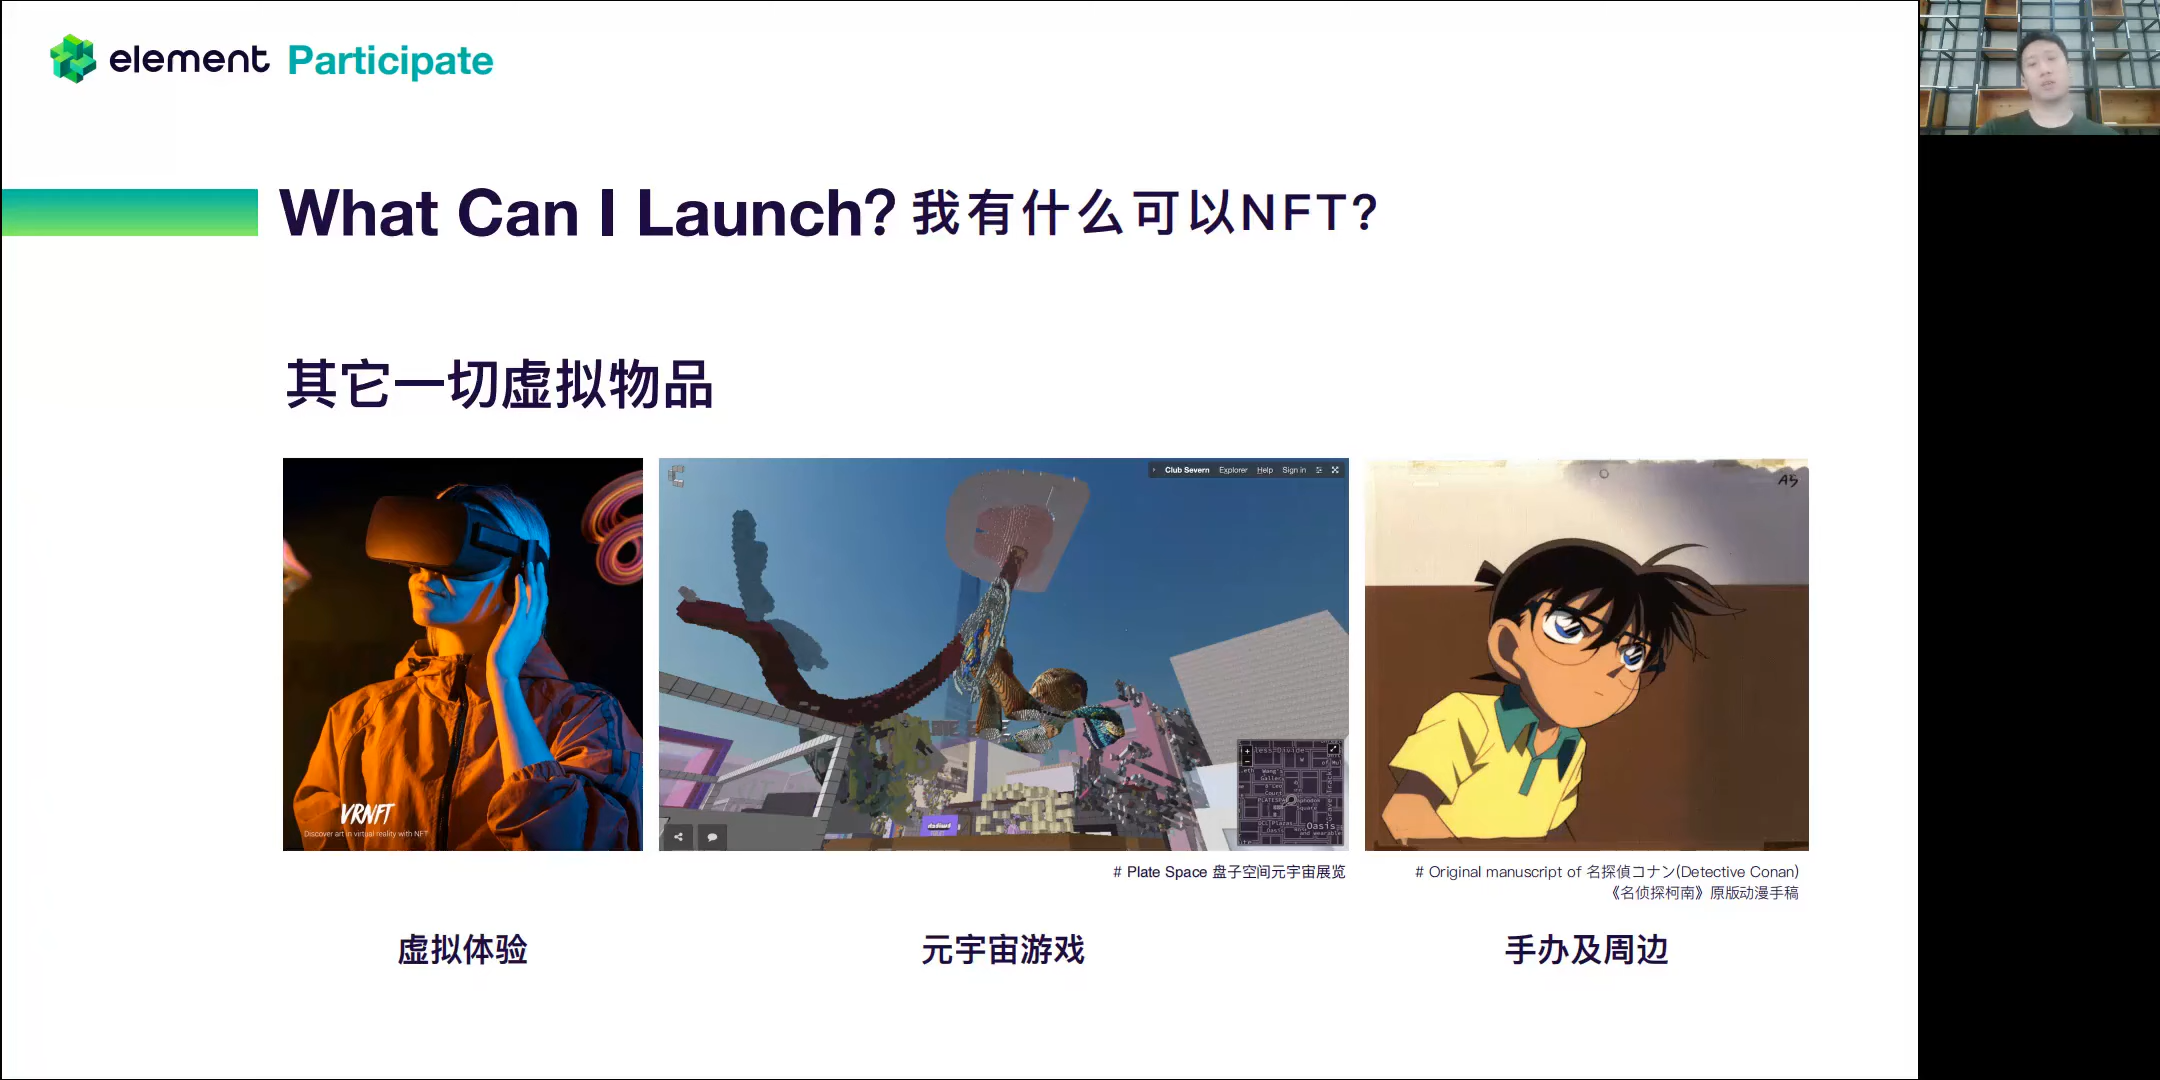 element Participate
What Can I Launch? 我有什么可以NFT?
其它一切虚拟物品
VRNFT
Discover art in virtual reality with NFT
Club Severn Explorer Help Sign in
Oasis
A5
# Plate Space 盘子空间元宇宙展览
# Original manuscript of 名探偵コナン(Detective Conan)
《名侦探柯南》原版动漫手稿
虚拟体验
元宇宙游戏
手办及周边